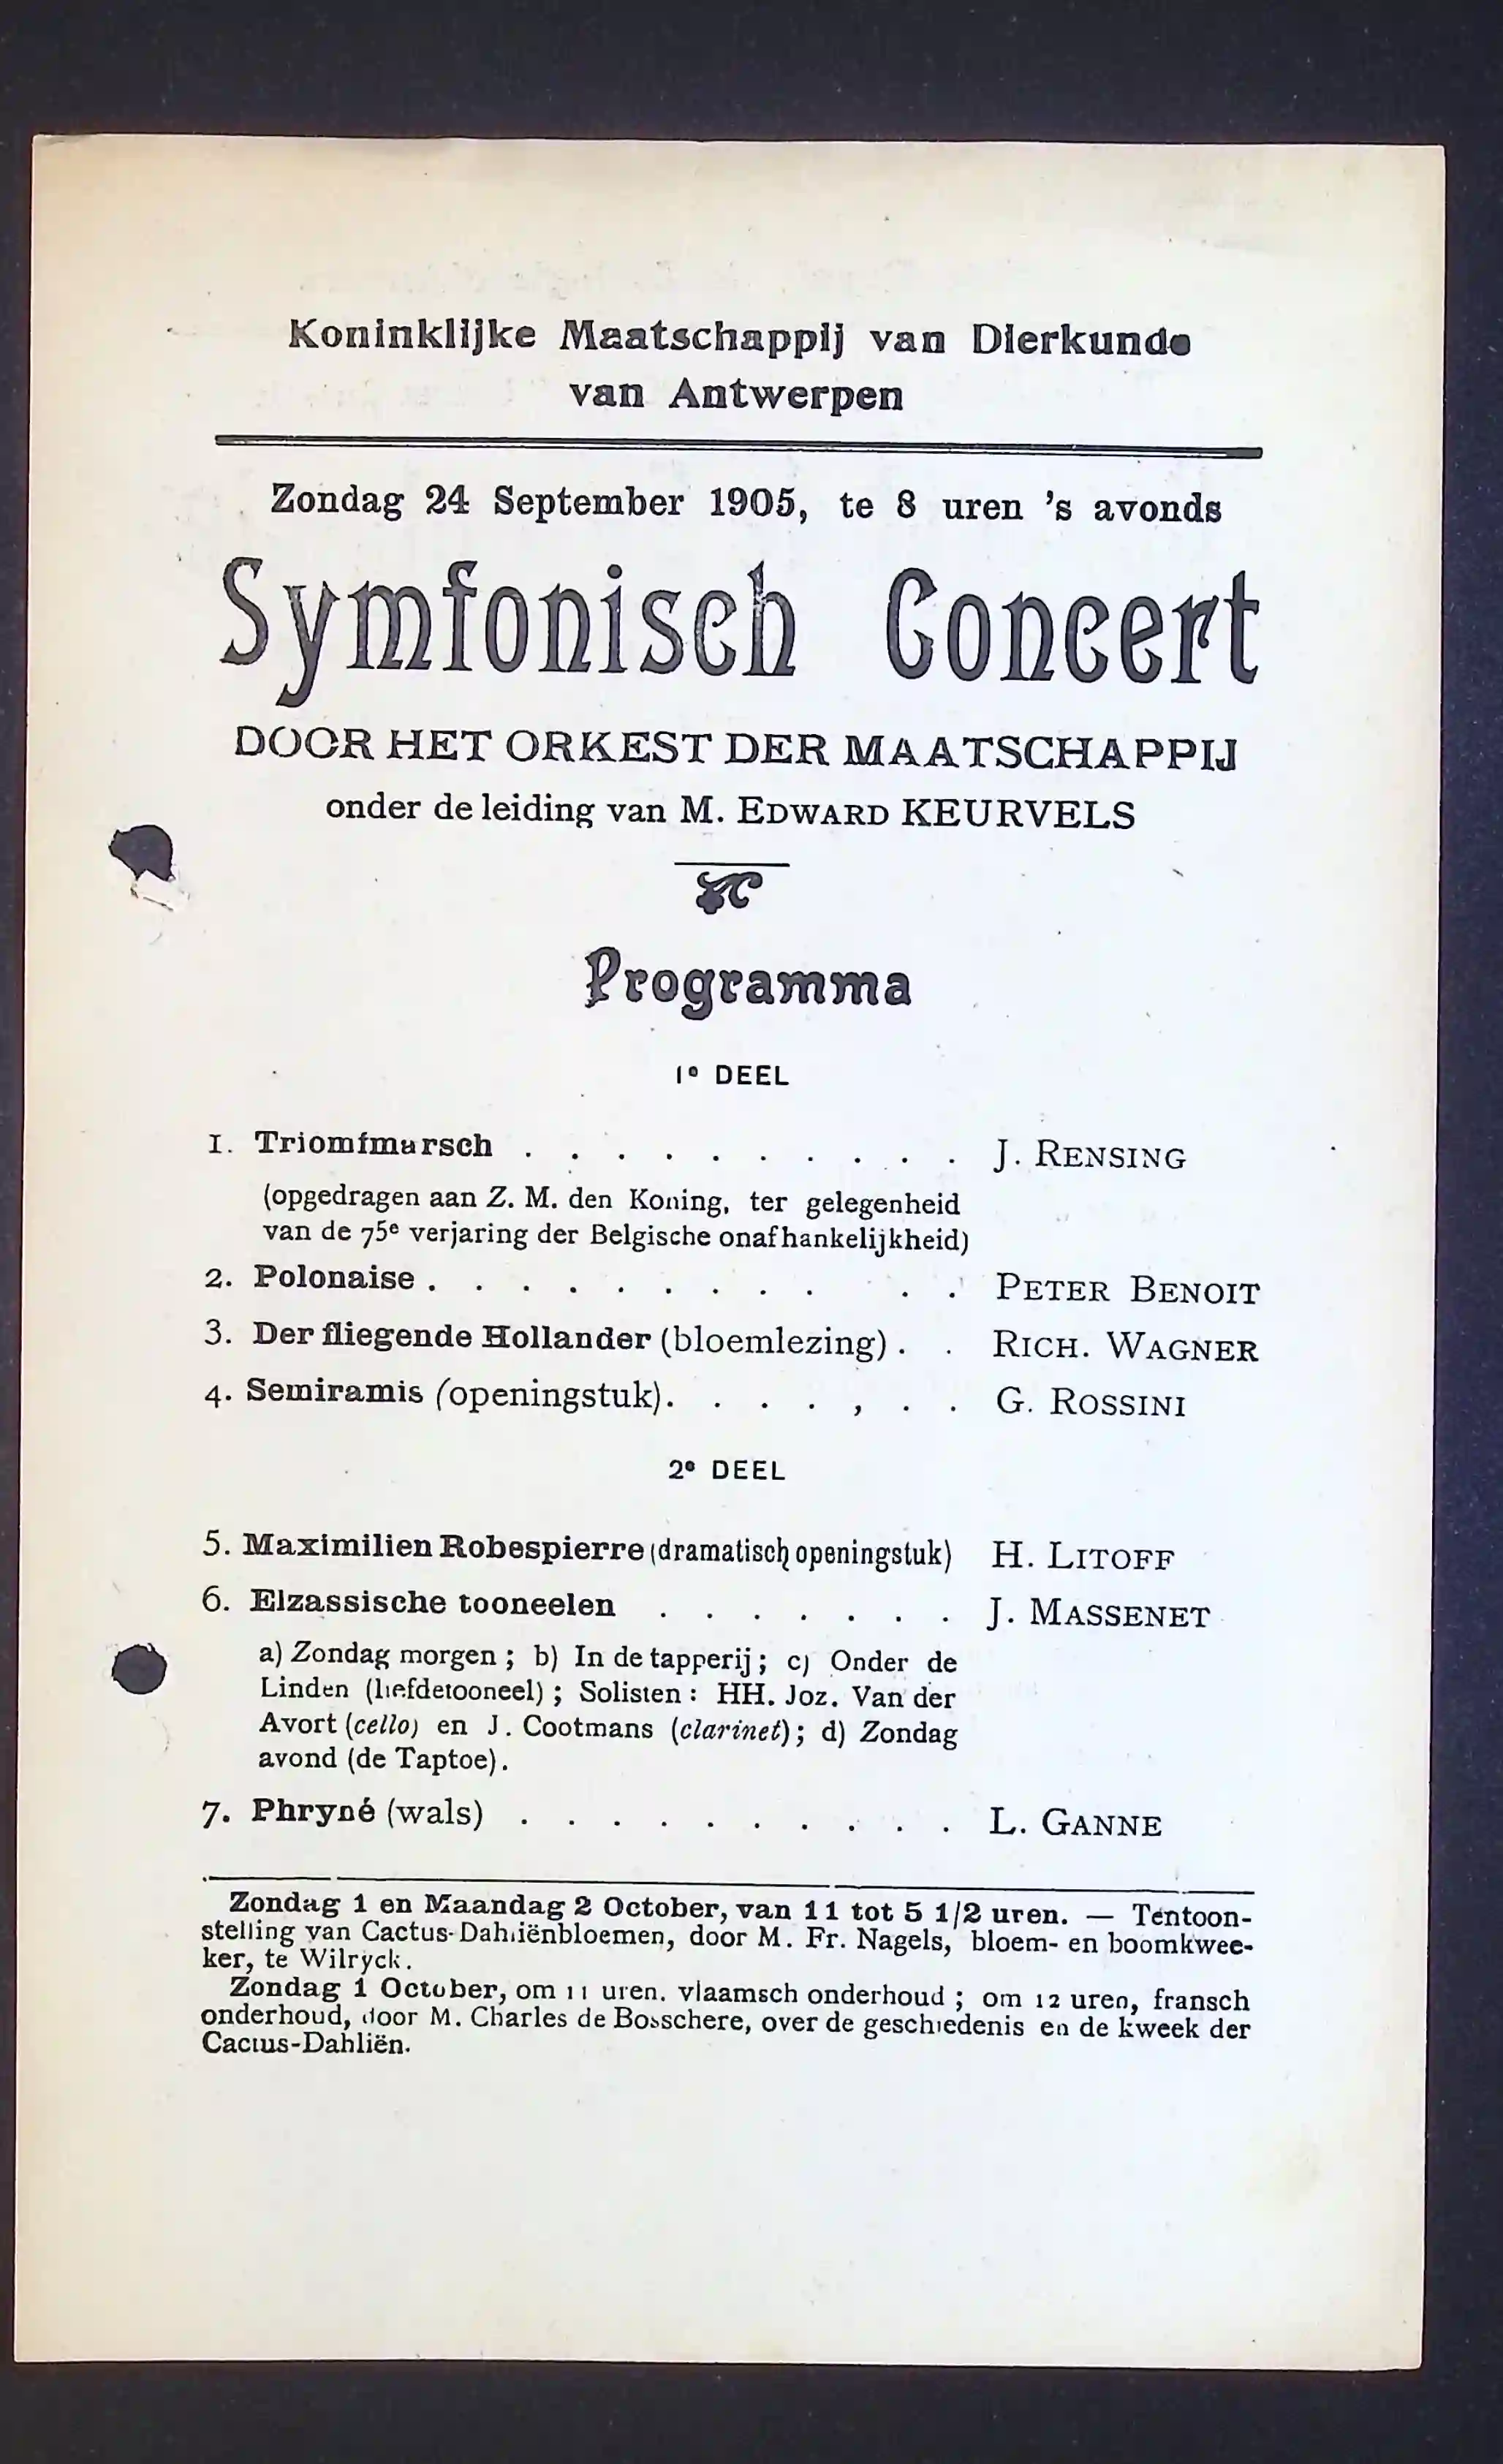 Koninklijke Maatschappij van Dierkunde
van Antwerpen
Zondag 24 September 1905, te 8 uren 's avonds
Symfonisch Concert
DOOR HET ORKEST DER MAATSCHAPPIJ
onder de leiding van M. EDWARD KEURVELS
Programma
1e DEEL
1. Triomfmarsch . . . . . . . . . . J. RENSING
(opgedragen aan Z. M. den Koning, ter gelegenheid
van de 75e verjaring der Belgische onafhankelijkheid)
2. Polonaise . . . . . . . . . . . PETER BENOIT
3. Der fliegende Hollander (bloemlezing) . . RICH. WAGNER
4. Semiramis (openingstuk). . . . . , . . G. ROSSINI
2e DEEL
5. Maximilien Robespierre (dramatisch openingstuk) H. LITOFF
6. Elzassische tooneelen . . . . . . . J. MASSENET
a) Zondag morgen ; b) In de tapperij ; c) Onder de
Linden (liefdetooneel) ; Solisten : HH. Joz. Van der
Avort (cello) en J. Cootmans (clarinet) ; d) Zondag
avond (de Taptoe).
7. Phryné (wals) . . . . . . . . . . L. GANNE
Zondag 1 en Maandag 2 October, van 11 tot 5 1/2 uren. — Tentoon-
stelling van Cactus-Dahliënbloemen, door M. Fr. Nagels, bloem- en boomkwee-
ker, te Wilryck.
Zondag 1 October, om 11 uren. vlaamsch onderhoud ; om 12 uren, fransch
onderhoud, door M. Charles de Bosschere, over de geschiedenis en de kweek der
Cactus-Dahliën.